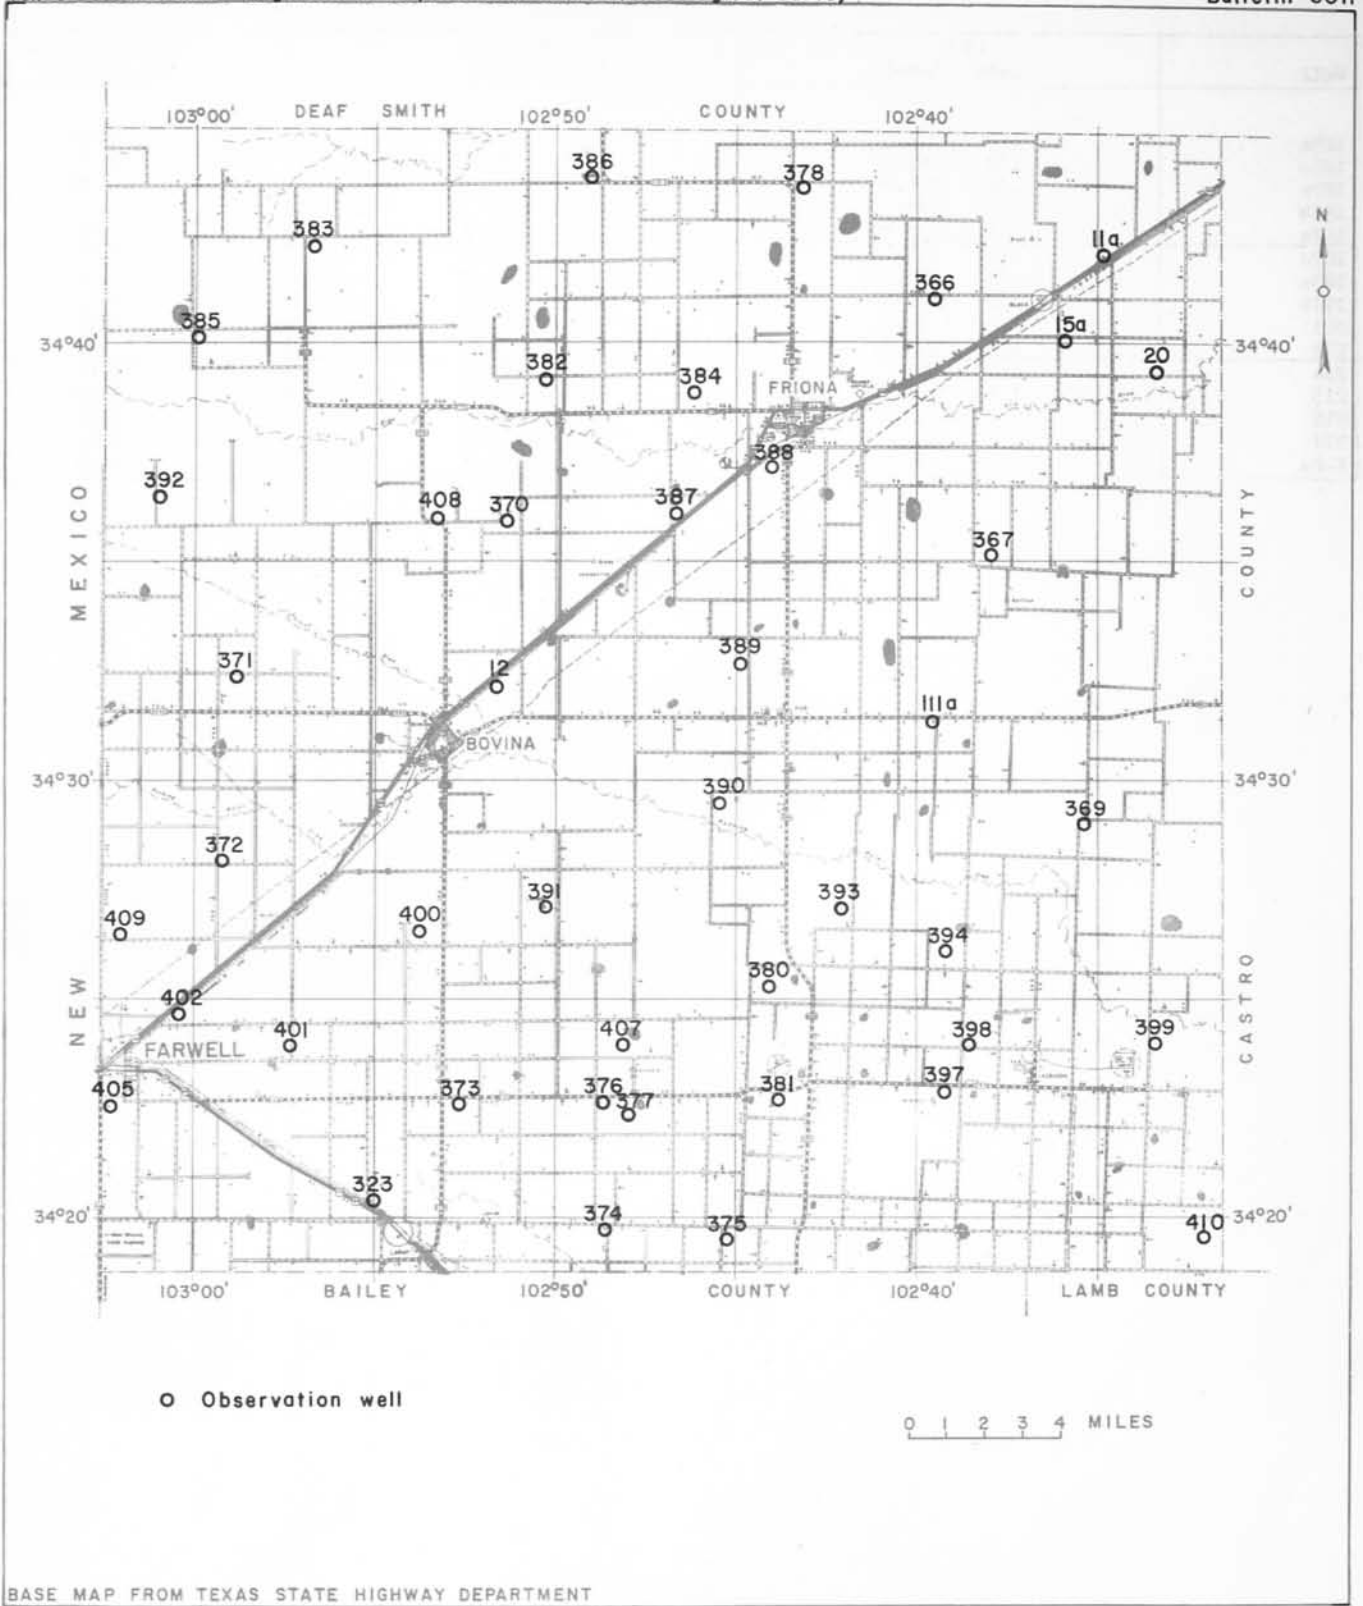 103°00' DEAF SMITH 102°50' COUNTY 102°40'
386
378
383
N
11a
366
385
15a
34°40' 34°40'
20
382
384
FRIONA
388
392
408
370
387
367
MEXICO
COUNTY
389
371
12
111a
BOVINA
34°30' 34°30'
390
369
372
391
393
409
400
394
380
402
NEW
CASTRO
401
407
398
399
FARWELL
405
373
376
377
381
397
323
374
375
410
34°20' 34°20'
103°00' BAILEY 102°50' COUNTY 102°40' LAMB COUNTY
O Observation well
0 1 2 3 4 MILES
BASE MAP FROM TEXAS STATE HIGHWAY DEPARTMENT